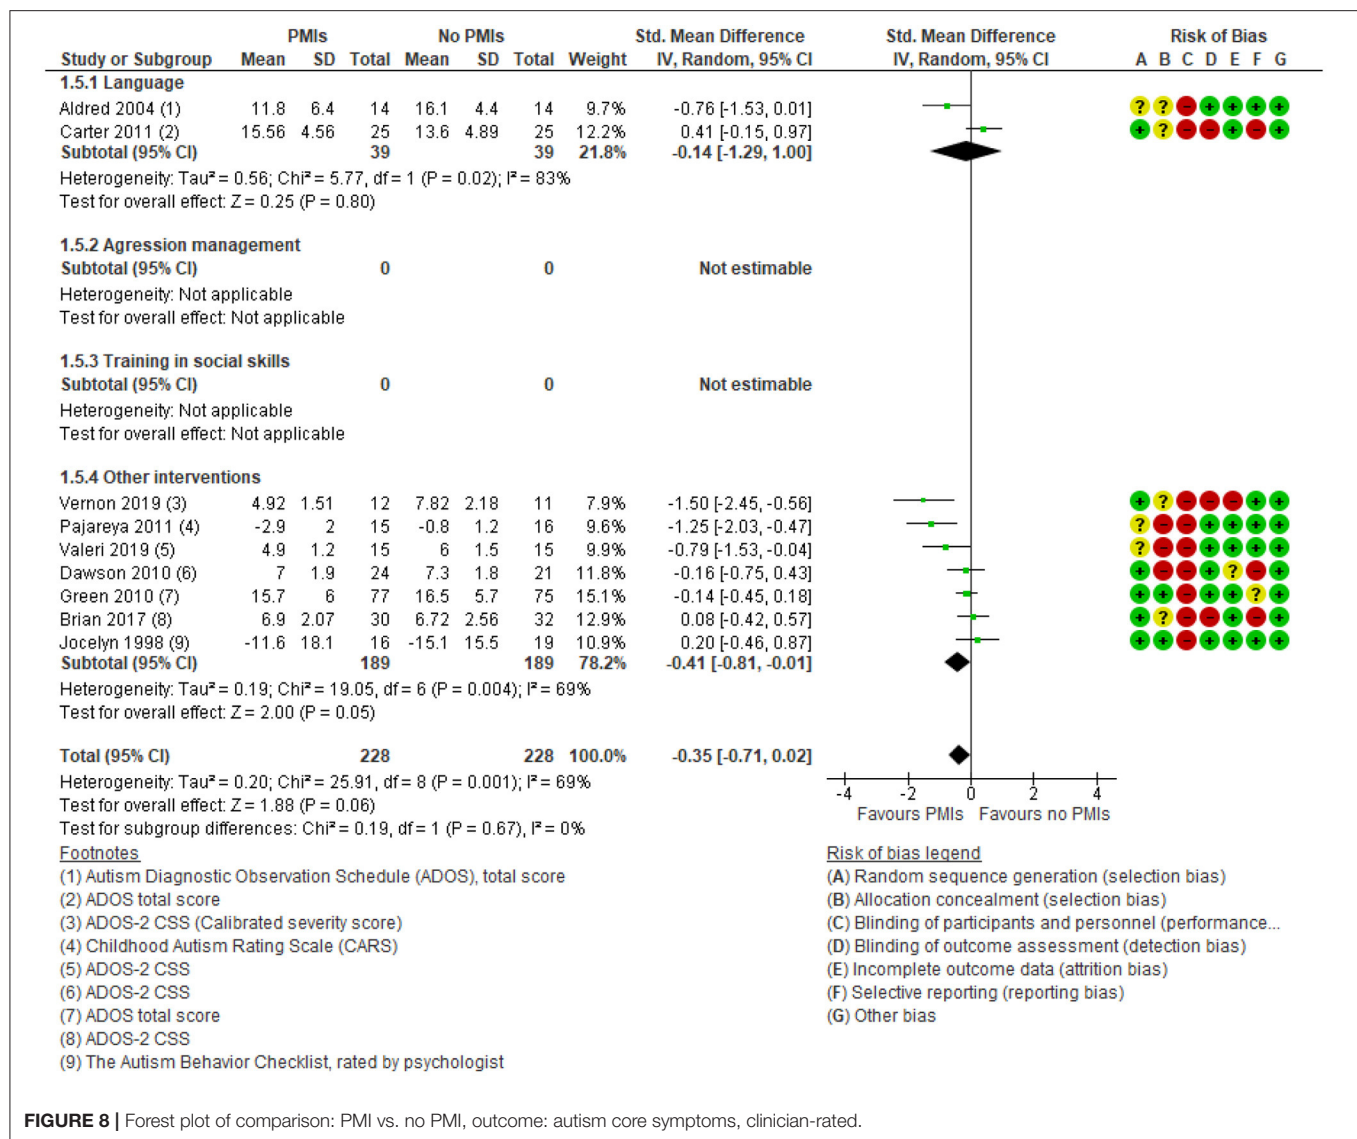 PMIs No PMIs Std. Mean Difference Std. Mean Difference Risk of Bias
Study or Subgroup Mean SD Total Mean SD Total Weight IV, Random, 95% CI IV, Random, 95% CI A B C D E F G
1.5.1 Language
Aldred 2004 (1) 11.8 6.4 14 16.1 4.4 14 9.7% -0.76 [-1.53, 0.01] ? ? - + + + +
Carter 2011 (2) 15.56 4.56 25 13.6 4.89 25 12.2% 0.41 [-0.15, 0.97] + ? - - + - +
Subtotal (95% CI) 39 39 21.8% -0.14 [-1.29, 1.00]
Heterogeneity: Tau² = 0.56; Chi² = 5.77, df = 1 (P = 0.02); I² = 83%
Test for overall effect: Z = 0.25 (P = 0.80)
1.5.2 Agression management
Subtotal (95% CI) 0 0 Not estimable
Heterogeneity: Not applicable
Test for overall effect: Not applicable
1.5.3 Training in social skills
Subtotal (95% CI) 0 0 Not estimable
Heterogeneity: Not applicable
Test for overall effect: Not applicable
1.5.4 Other interventions
Vernon 2019 (3) 4.92 1.51 12 7.82 2.18 11 7.9% -1.50 [-2.45, -0.56] + ? - - - + +
Pajareya 2011 (4) -2.9 2 15 -0.8 1.2 16 9.6% -1.25 [-2.03, -0.47] ? - - + + + +
Valeri 2019 (5) 4.9 1.2 15 6 1.5 15 9.9% -0.79 [-1.53, -0.04] ? - - + + + +
Dawson 2010 (6) 7 1.9 24 7.3 1.8 21 11.8% -0.16 [-0.75, 0.43] + - - + ? - +
Green 2010 (7) 15.7 6 77 16.5 5.7 75 15.1% -0.14 [-0.45, 0.18] + + - + + ? +
Brian 2017 (8) 6.9 2.07 30 6.72 2.56 32 12.9% 0.08 [-0.42, 0.57] + ? - + + - +
Jocelyn 1998 (9) -11.6 18.1 16 -15.1 15.5 19 10.9% 0.20 [-0.46, 0.87] + + - + + + +
Subtotal (95% CI) 189 189 78.2% -0.41 [-0.81, -0.01]
Heterogeneity: Tau² = 0.19; Chi² = 19.05, df = 6 (P = 0.004); I² = 69%
Test for overall effect: Z = 2.00 (P = 0.05)
Total (95% CI) 228 228 100.0% -0.35 [-0.71, 0.02]
Heterogeneity: Tau² = 0.20; Chi² = 25.91, df = 8 (P = 0.001); I² = 69%
Test for overall effect: Z = 1.88 (P = 0.06)
Test for subgroup differences: Chi² = 0.19, df = 1 (P = 0.67), I² = 0%
-4 -2 0 2 4
Favours PMIs Favours no PMIs
Footnotes
(1) Autism Diagnostic Observation Schedule (ADOS), total score
(2) ADOS total score
(3) ADOS-2 CSS (Calibrated severity score)
(4) Childhood Autism Rating Scale (CARS)
(5) ADOS-2 CSS
(6) ADOS-2 CSS
(7) ADOS total score
(8) ADOS-2 CSS
(9) The Autism Behavior Checklist, rated by psychologist
Risk of bias legend
(A) Random sequence generation (selection bias)
(B) Allocation concealment (selection bias)
(C) Blinding of participants and personnel (performance...
(D) Blinding of outcome assessment (detection bias)
(E) Incomplete outcome data (attrition bias)
(F) Selective reporting (reporting bias)
(G) Other bias
FIGURE 8 | Forest plot of comparison: PMI vs. no PMI, outcome: autism core symptoms, clinician-rated.